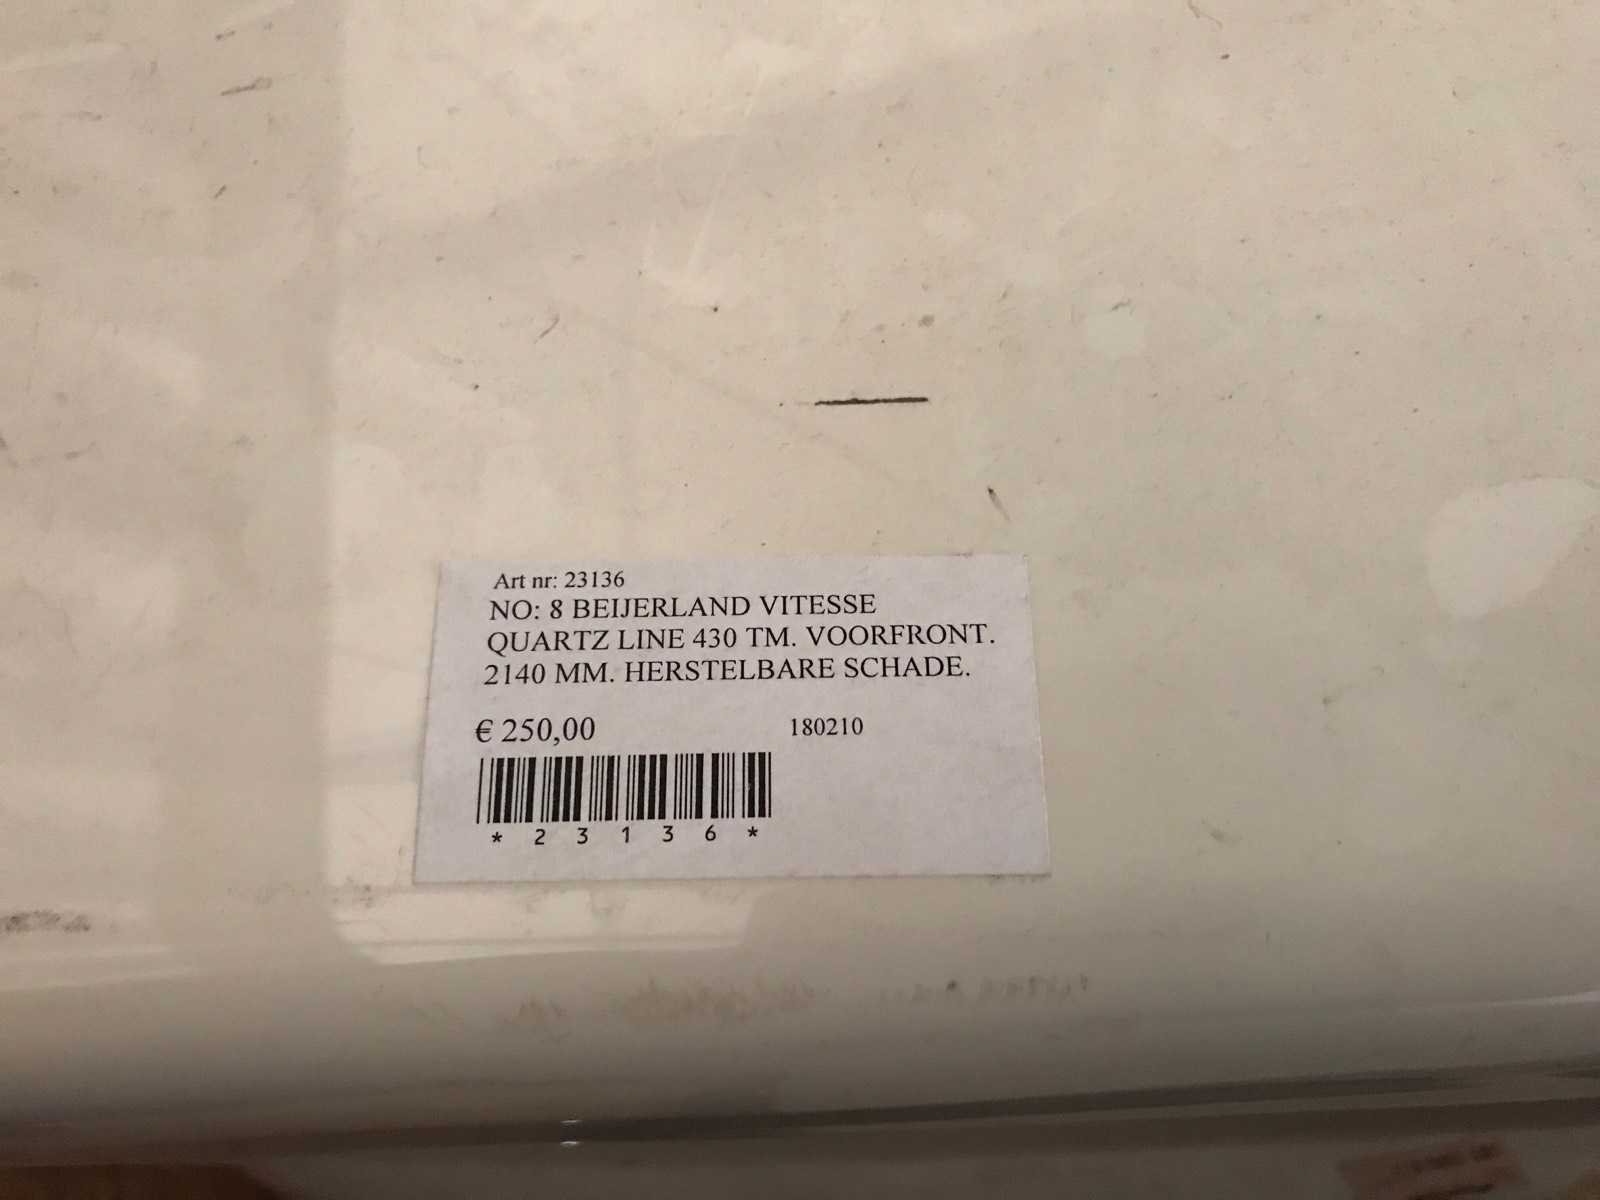 Art nr: 23136
NO: 8 BEIJERLAND VITESSE
QUARTZ LINE 430 TM. VOORFRONT.
2140 MM. HERSTELBARE SCHADE.
€ 250,00 180210
* 2 3 1 3 6 *